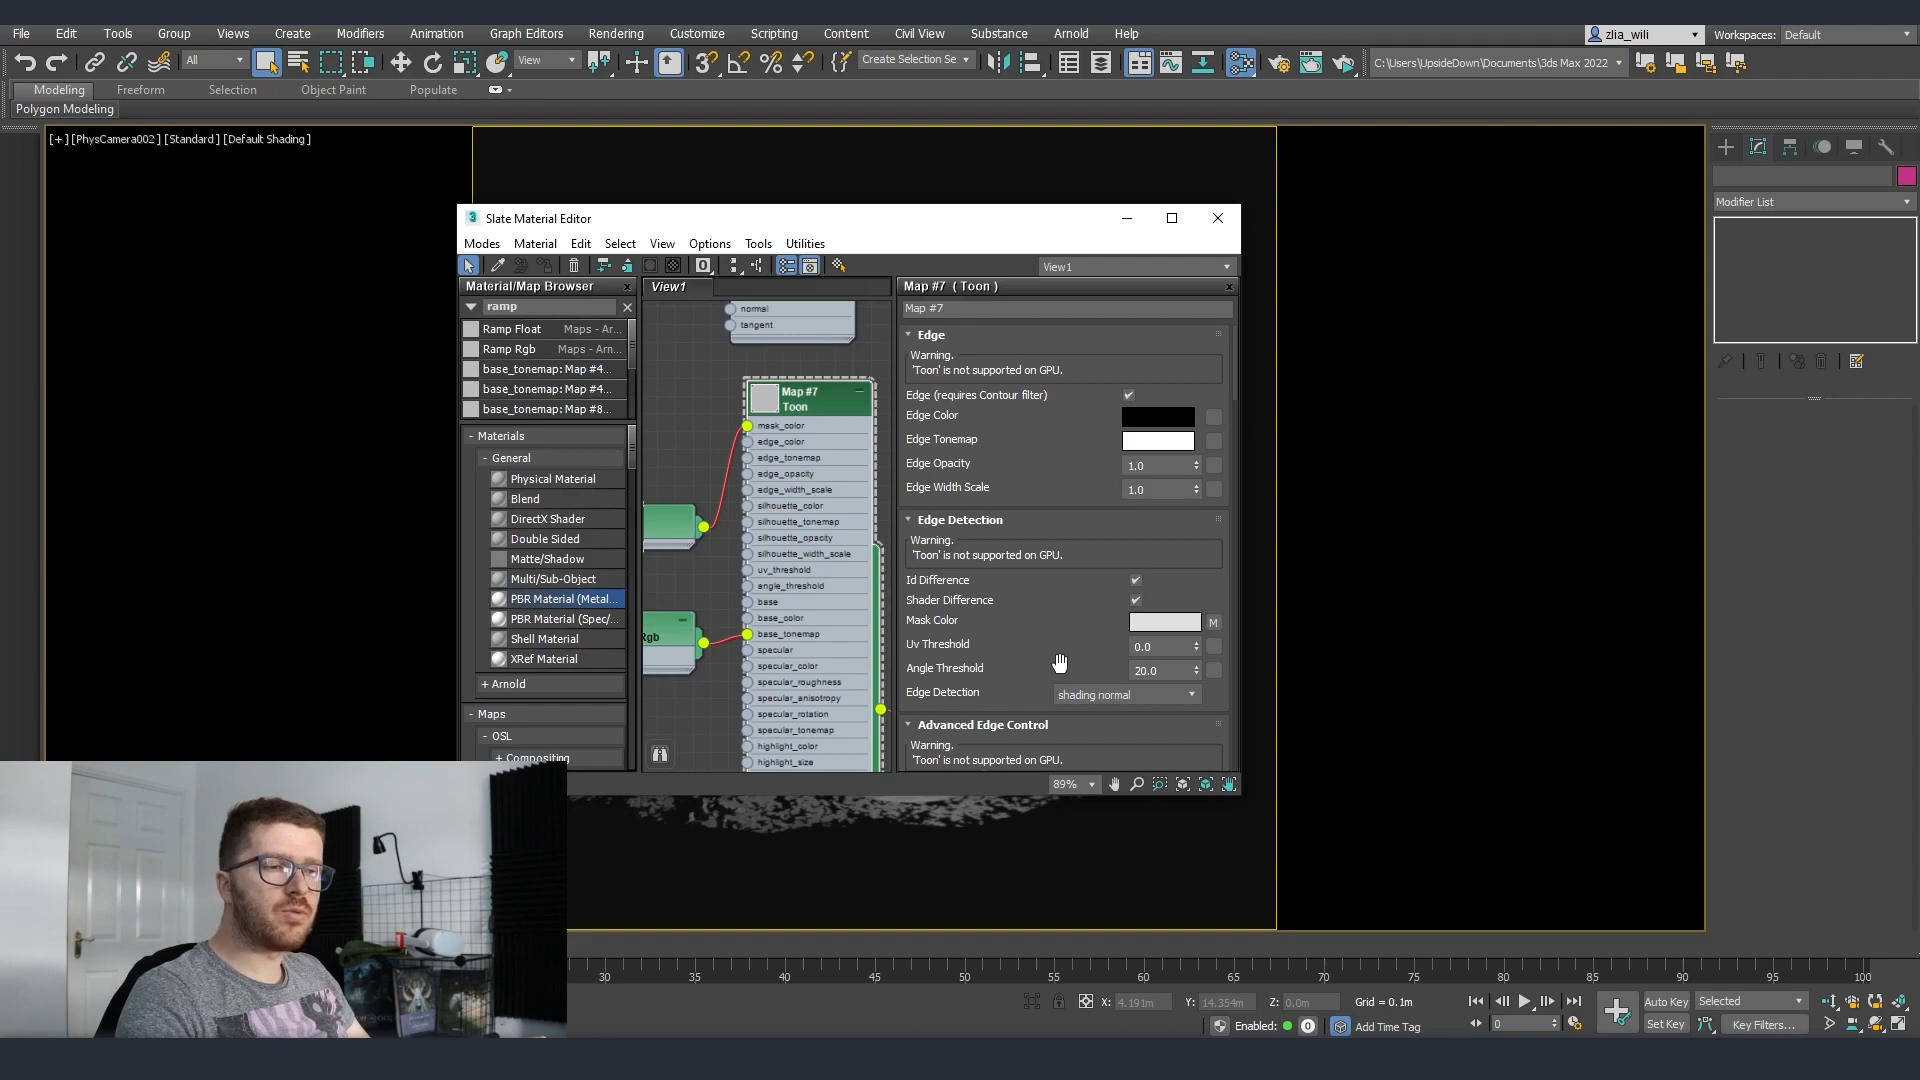 File Edit Tools Group Views Create Modifiers Animation Graph Editors Rendering Customize Scripting Content Civil View Substance Arnold Help
zlia_wili Workspaces: Default
All View Create Selection Se C:\Users\UpsideDown\Documents\3ds Max 2022
Modeling Freeform Selection Object Paint Populate
Polygon Modeling
[+] [PhysCamera002] [Standard] [Default Shading]
Modifier List
3 Slate Material Editor
Modes Material Edit Select View Options Tools Utilities
View1
Material/Map Browser
ramp
Ramp Float Maps - Ar...
Ramp Rgb Maps - Arn...
base_tonemap: Map #4...
base_tonemap: Map #4...
base_tonemap: Map #8...
- Materials
- General
Physical Material
Blend
DirectX Shader
Double Sided
Matte/Shadow
Multi/Sub-Object
PBR Material (Metal...
PBR Material (Spec/...
Shell Material
XRef Material
+ Arnold
- Maps
- OSL
+ Compositing
View1
normal
tangent
Map #7
Toon
mask_color
edge_color
edge_tonemap
edge_opacity
edge_width_scale
silhouette_color
silhouette_tonemap
silhouette_opacity
silhouette_width_scale
uv_threshold
angle_threshold
base
base_color
base_tonemap
specular
specular_color
specular_roughness
specular_anisotropy
specular_rotation
specular_tonemap
highlight_color
highlight_size
Rgb
Map #7 ( Toon )
Map #7
Edge
Warning.
'Toon' is not supported on GPU.
Edge (requires Contour filter)
Edge Color
Edge Tonemap
Edge Opacity 1.0
Edge Width Scale 1.0
Edge Detection
Warning.
'Toon' is not supported on GPU.
Id Difference
Shader Difference
Mask Color M
Uv Threshold 0.0
Angle Threshold 20.0
Edge Detection shading normal
Advanced Edge Control
Warning.
'Toon' is not supported on GPU.
89%
30 35 40 45 50 55 60 65 70 75 80 85 90 95 100
X: 4.191m Y: 14.354m Z: 0.0m Grid = 0.1m
Auto Key Selected
Enabled: 0 Add Time Tag
0
Set Key Key Filters...